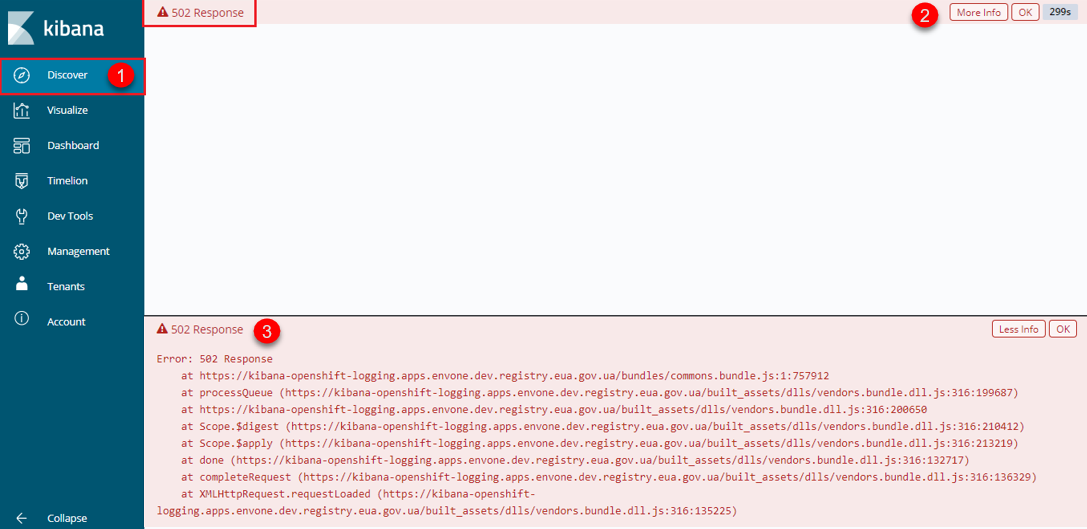 kibana
Discover
1
Visualize
Dashboard
Timelion
Dev Tools
Management
Tenants
Account
Collapse
502 Response
2
More Info
OK
299s
502 Response
3
Less Info
OK
Error: 502 Response
at https://kibana-openshift-logging.apps.envone.dev.registry.eua.gov.ua/bundles/commons.bundle.js:1:757912
at processQueue (https://kibana-openshift-logging.apps.envone.dev.registry.eua.gov.ua/built_assets/dlls/vendors.bundle.dll.js:316:199687)
at https://kibana-openshift-logging.apps.envone.dev.registry.eua.gov.ua/built_assets/dlls/vendors.bundle.dll.js:316:200650
at Scope.$digest (https://kibana-openshift-logging.apps.envone.dev.registry.eua.gov.ua/built_assets/dlls/vendors.bundle.dll.js:316:210412)
at Scope.$apply (https://kibana-openshift-logging.apps.envone.dev.registry.eua.gov.ua/built_assets/dlls/vendors.bundle.dll.js:316:213219)
at done (https://kibana-openshift-logging.apps.envone.dev.registry.eua.gov.ua/built_assets/dlls/vendors.bundle.dll.js:316:132717)
at completeRequest (https://kibana-openshift-logging.apps.envone.dev.registry.eua.gov.ua/built_assets/dlls/vendors.bundle.dll.js:316:136329)
at XMLHttpRequest.requestLoaded (https://kibana-openshift-
logging.apps.envone.dev.registry.eua.gov.ua/built_assets/dlls/vendors.bundle.dll.js:316:135225)